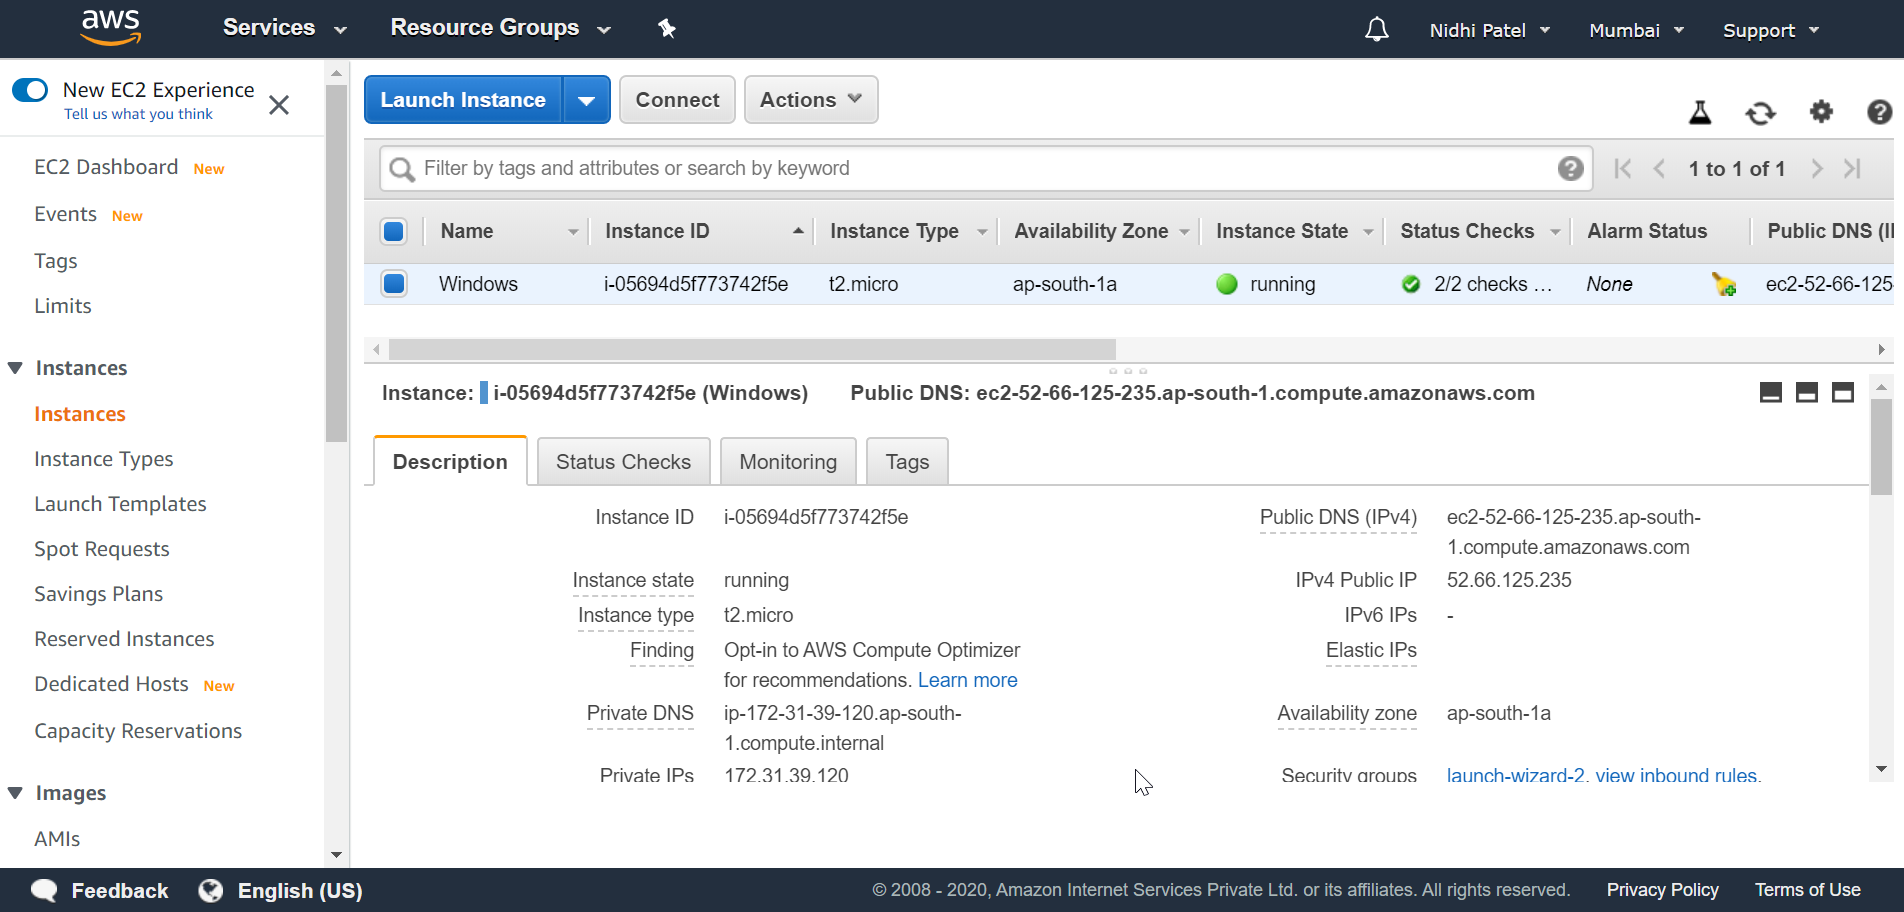 aws
Services
Resource Groups
Nidhi Patel
Mumbai
Support
New EC2 Experience
Tell us what you think
EC2 Dashboard New
Events New
Tags
Limits
Instances
Instances
Instance Types
Launch Templates
Spot Requests
Savings Plans
Reserved Instances
Dedicated Hosts New
Capacity Reservations
Images
AMIs
Launch Instance
Connect
Actions
Filter by tags and attributes or search by keyword
1 to 1 of 1
Name Instance ID Instance Type Availability Zone Instance State Status Checks Alarm Status Public DNS (I
Windows i-05694d5f773742f5e t2.micro ap-south-1a running 2/2 checks ... None ec2-52-66-125-
Instance: i-05694d5f773742f5e (Windows) Public DNS: ec2-52-66-125-235.ap-south-1.compute.amazonaws.com
Description Status Checks Monitoring Tags
Instance ID i-05694d5f773742f5e
Public DNS (IPv4) ec2-52-66-125-235.ap-south-
1.compute.amazonaws.com
Instance state running
IPv4 Public IP 52.66.125.235
Instance type t2.micro
IPv6 IPs -
Finding Opt-in to AWS Compute Optimizer
for recommendations. Learn more
Elastic IPs
Private DNS ip-172-31-39-120.ap-south-
1.compute.internal
Availability zone ap-south-1a
Private IPs 172.31.39.120
Security groups launch-wizard-2. view inbound rules.
Feedback
English (US)
© 2008 - 2020, Amazon Internet Services Private Ltd. or its affiliates. All rights reserved.
Privacy Policy
Terms of Use